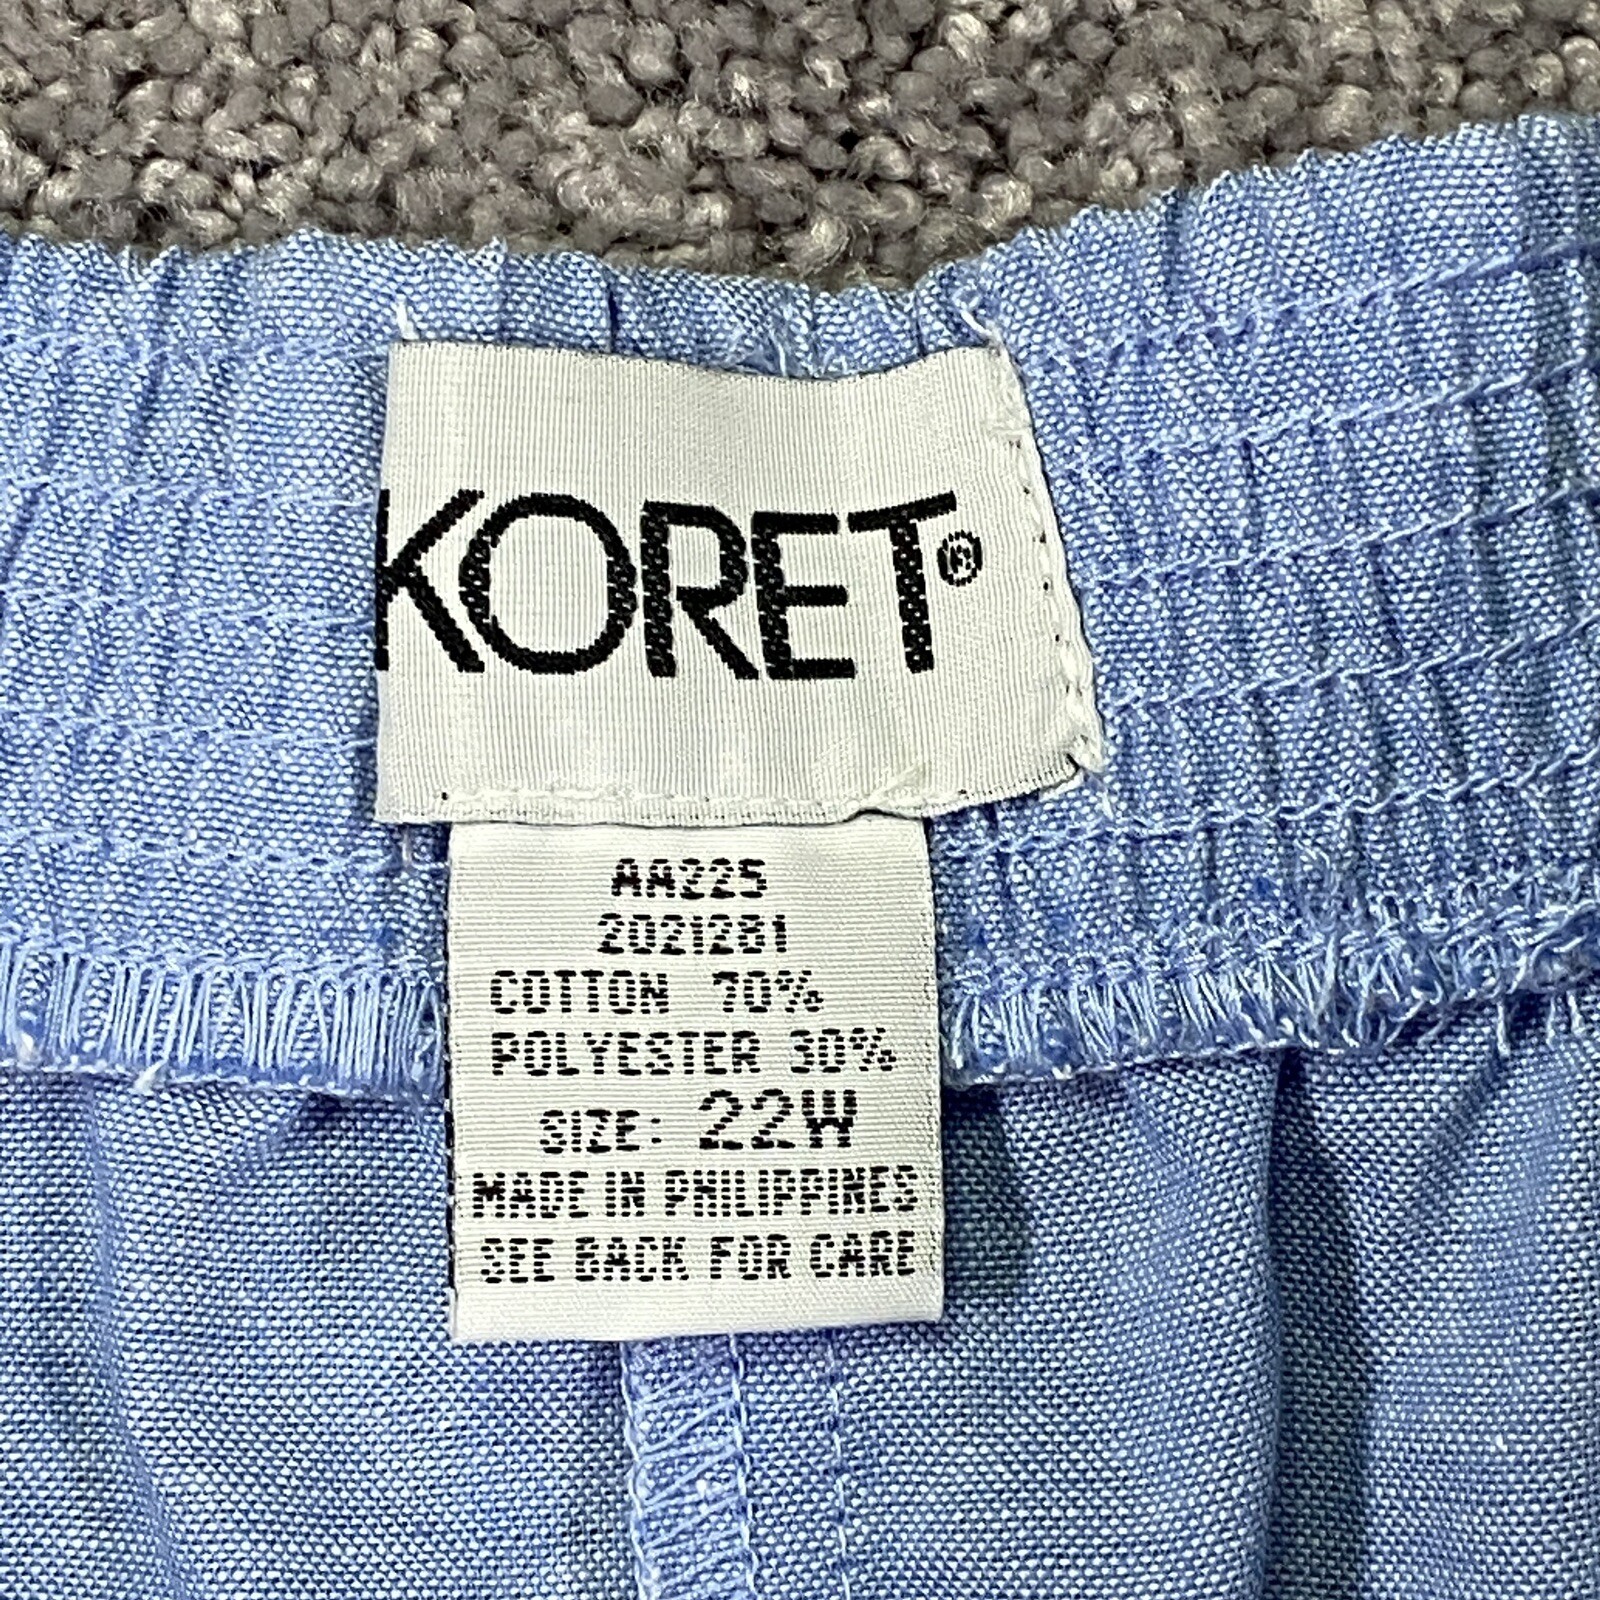 KORET®
AA225
2021281
COTTON 70%
POLYESTER 30%
SIZE: 22W
MADE IN PHILIPPINES
SEE BACK FOR CARE